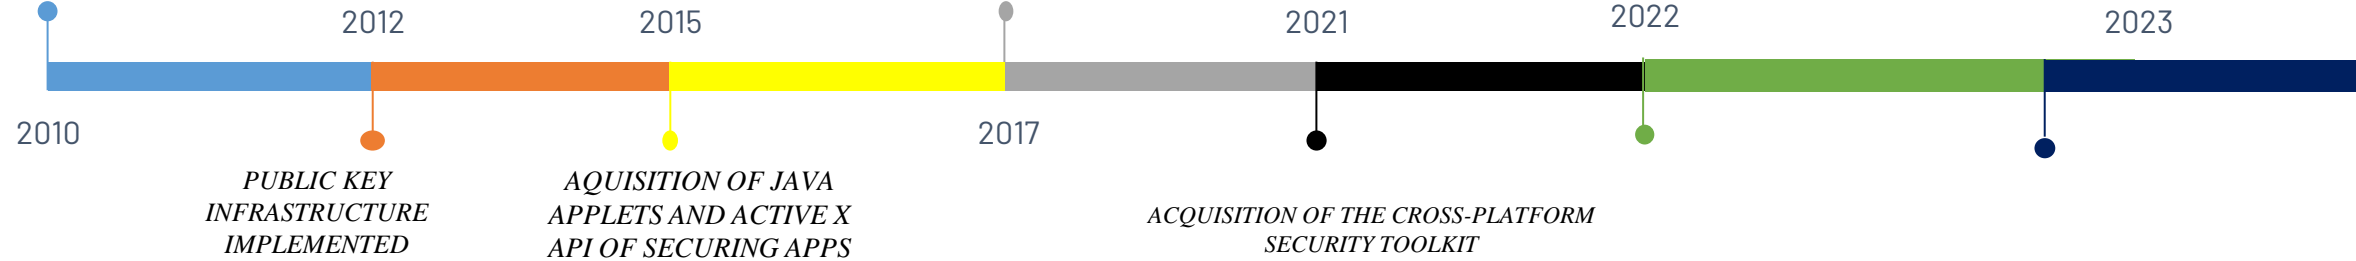 2012
2015
2021
2022
2023
2010
2017
PUBLIC KEY
INFRASTRUCTURE
IMPLEMENTED
AQUISITION OF JAVA
APPLETS AND ACTIVE X
API OF SECURING APPS
ACQUISITION OF THE CROSS-PLATFORM
SECURITY TOOLKIT